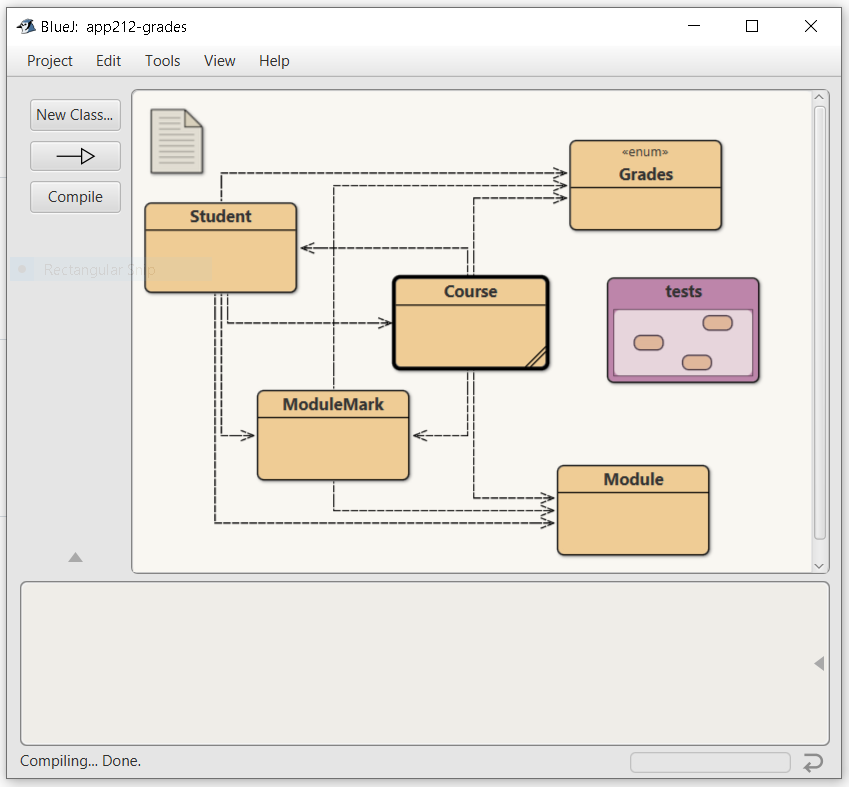 BlueJ: app212-grades
Project Edit Tools View Help
New Class...
Compile
Rectangular Snip
«enum»
Grades
Student
Course
tests
ModuleMark
Module
Compiling... Done.